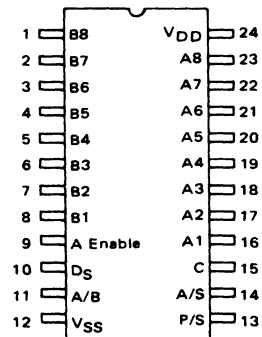 1 B8 VDD 24
2 B7 A8 23
3 B6 A7 22
4 B5 A6 21
5 B4 A5 20
6 B3 A4 19
7 B2 A3 18
8 B1 A2 17
9 A Enable A1 16
10 DS C 15
11 A/B A/S 14
12 VSS P/S 13